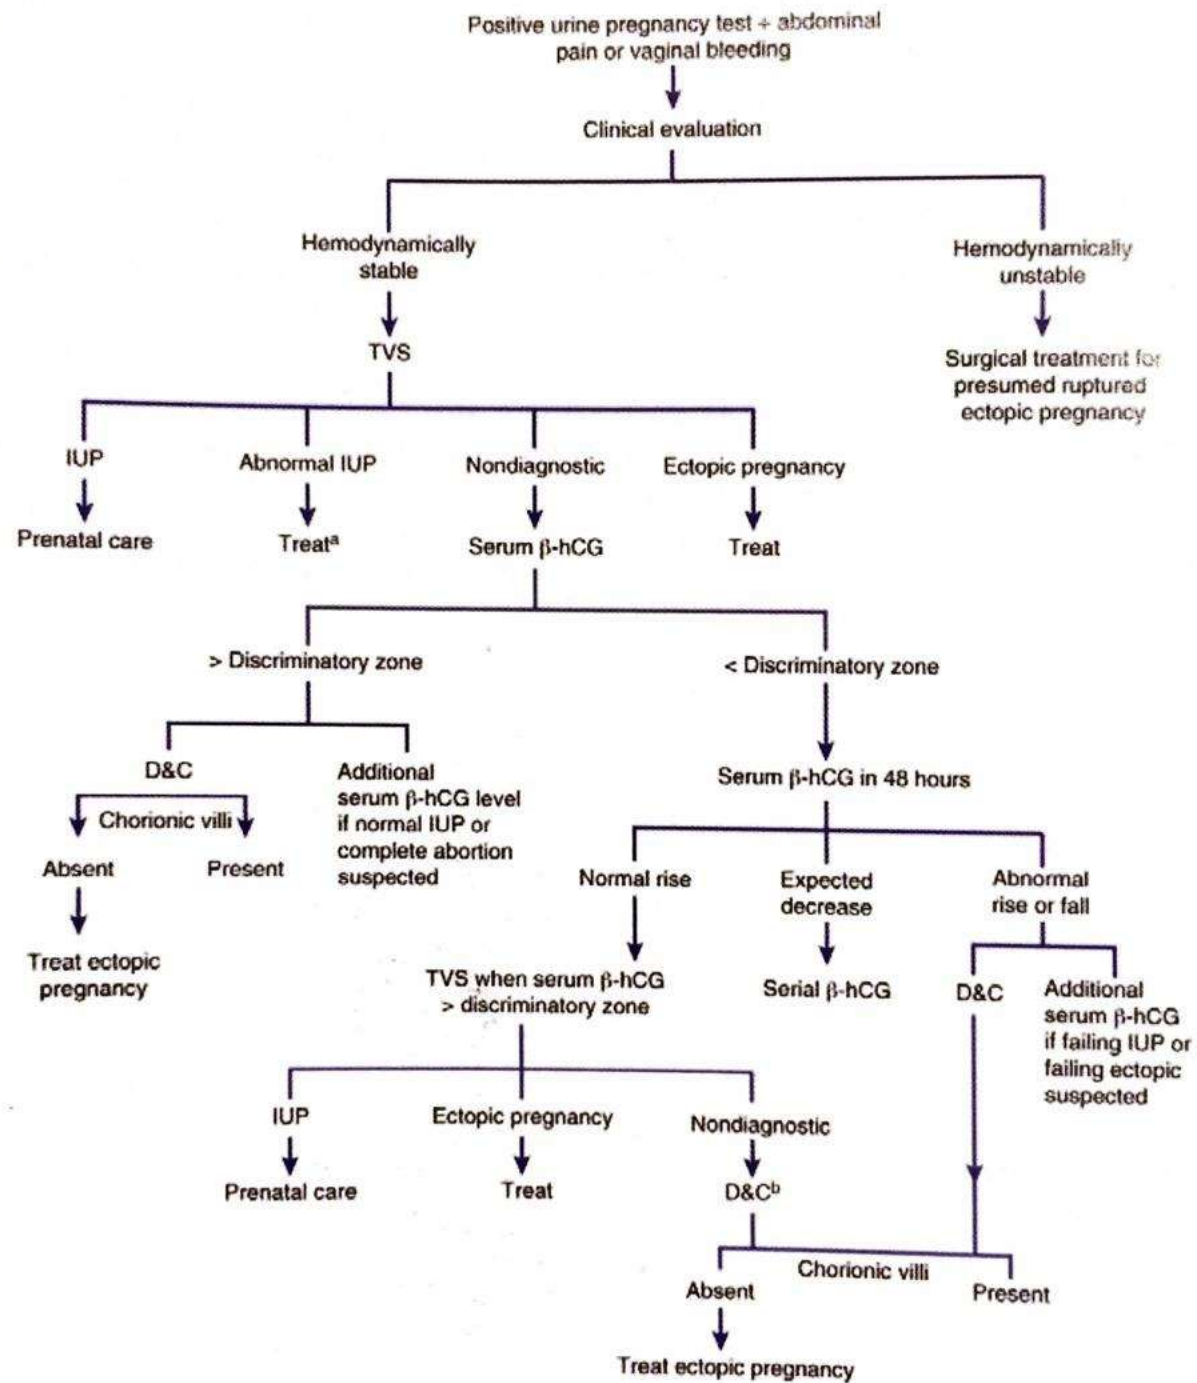 Positive urine pregnancy test + abdominal
pain or vaginal bleeding
Clinical evaluation
Hemodynamically
stable
Hemodynamically
unstable
TVS
Surgical treatment for
presumed ruptured
ectopic pregnancy
IUP
Abnormal IUP
Nondiagnostic
Ectopic pregnancy
Prenatal care
Treatᵃ
Serum β-hCG
Treat
> Discriminatory zone
< Discriminatory zone
D&C
Additional
serum β-hCG level
if normal IUP or
complete abortion
suspected
Chorionic villi
Absent
Present
Treat ectopic
pregnancy
Serum β-hCG in 48 hours
Normal rise
Expected
decrease
Abnormal
rise or fall
TVS when serum β-hCG
> discriminatory zone
Serial β-hCG
D&C
Additional
serum β-hCG
if failing IUP or
failing ectopic
suspected
IUP
Ectopic pregnancy
Nondiagnostic
Prenatal care
Treat
D&Cᵇ
Chorionic villi
Absent
Present
Treat ectopic pregnancy